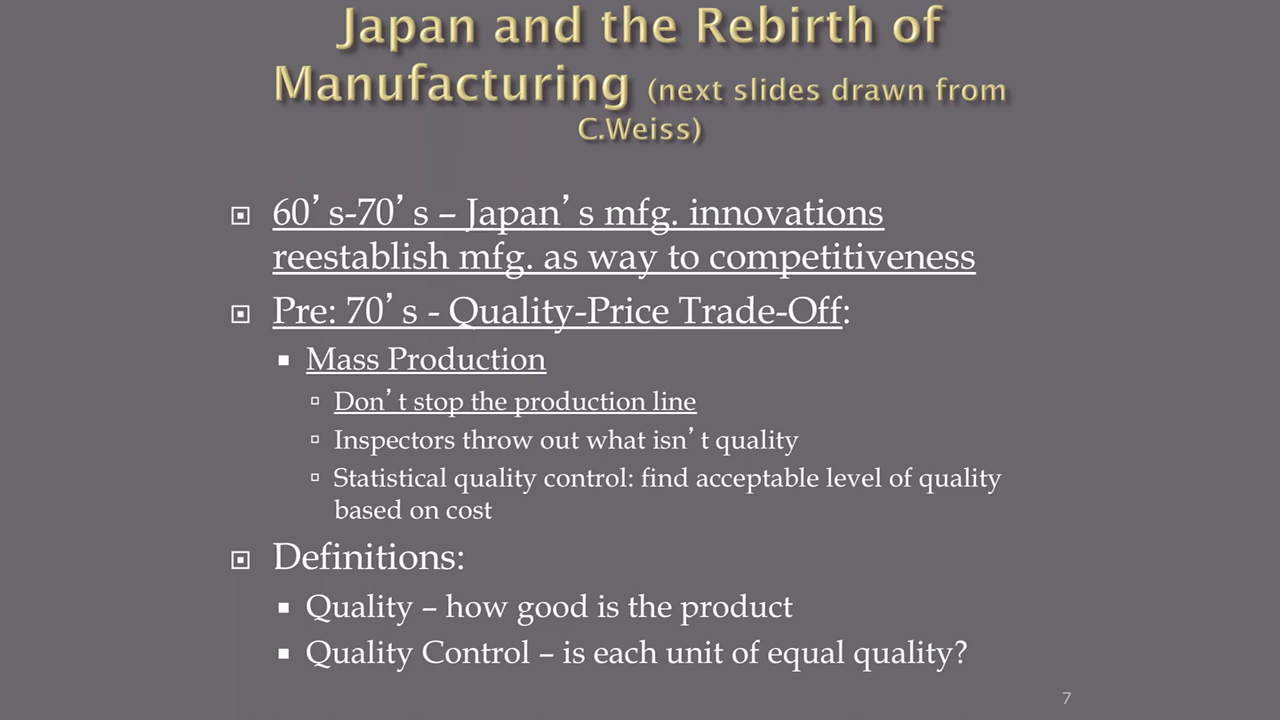 Japan and the Rebirth of
Manufacturing (next slides drawn from
C.Weiss)
60’s-70’s – Japan’s mfg. innovations
reestablish mfg. as way to competitiveness
Pre: 70’s - Quality-Price Trade-Off:
Mass Production
Don’t stop the production line
Inspectors throw out what isn’t quality
Statistical quality control: find acceptable level of quality
based on cost
Definitions:
Quality – how good is the product
Quality Control – is each unit of equal quality?
7